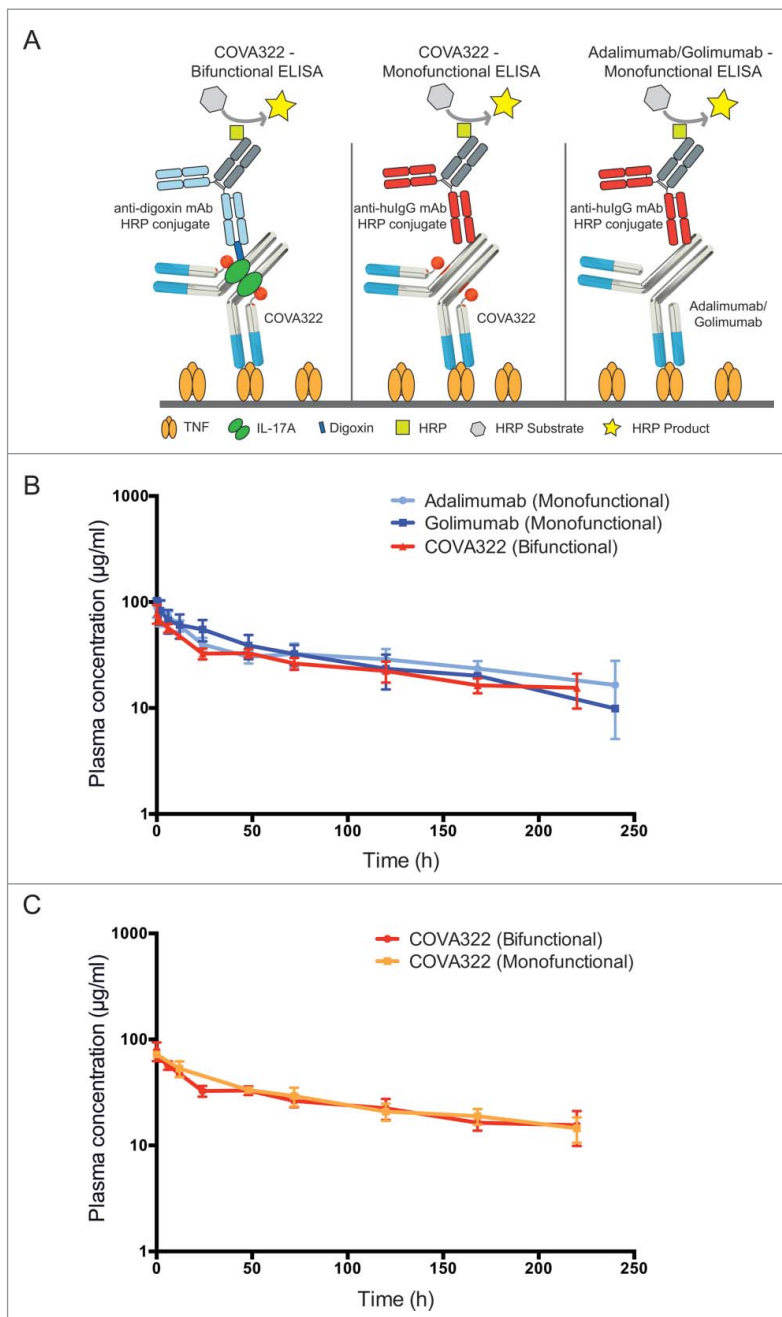 A
COVA322 -
Bifunctional ELISA
COVA322 -
Monofunctional ELISA
Adalimumab/Golimumab -
Monofunctional ELISA
anti-digoxin mAb
HRP conjugate
anti-huIgG mAb
HRP conjugate
anti-huIgG mAb
HRP conjugate
COVA322
COVA322
Adalimumab/
Golimumab
TNF
IL-17A
Digoxin
HRP
HRP Substrate
HRP Product
B
Adalimumab (Monofunctional)
Golimumab (Monofunctional)
COVA322 (Bifunctional)
Plasma concentration (µg/ml)
1000
100
10
1
0
50
100
150
200
250
Time (h)
C
COVA322 (Bifunctional)
COVA322 (Monofunctional)
Plasma concentration (µg/ml)
1000
100
10
1
0
50
100
150
200
250
Time (h)